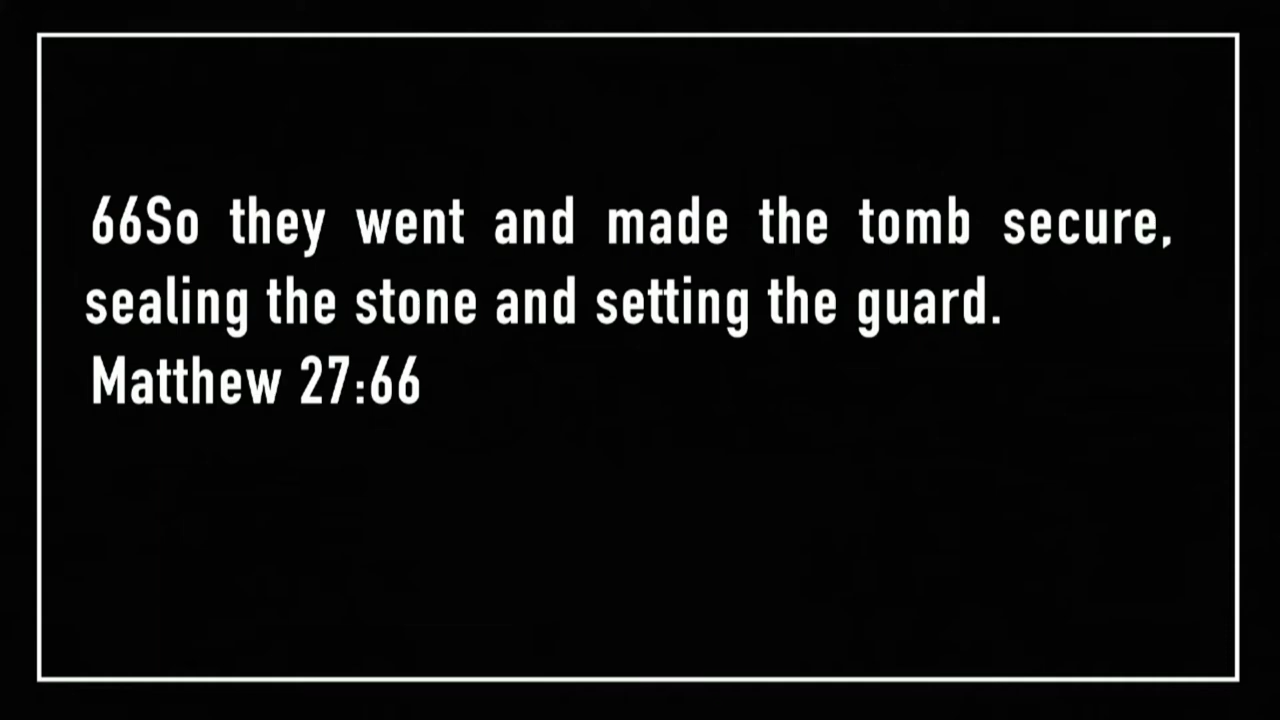 66So they went and made the tomb secure,
sealing the stone and setting the guard.
Matthew 27:66